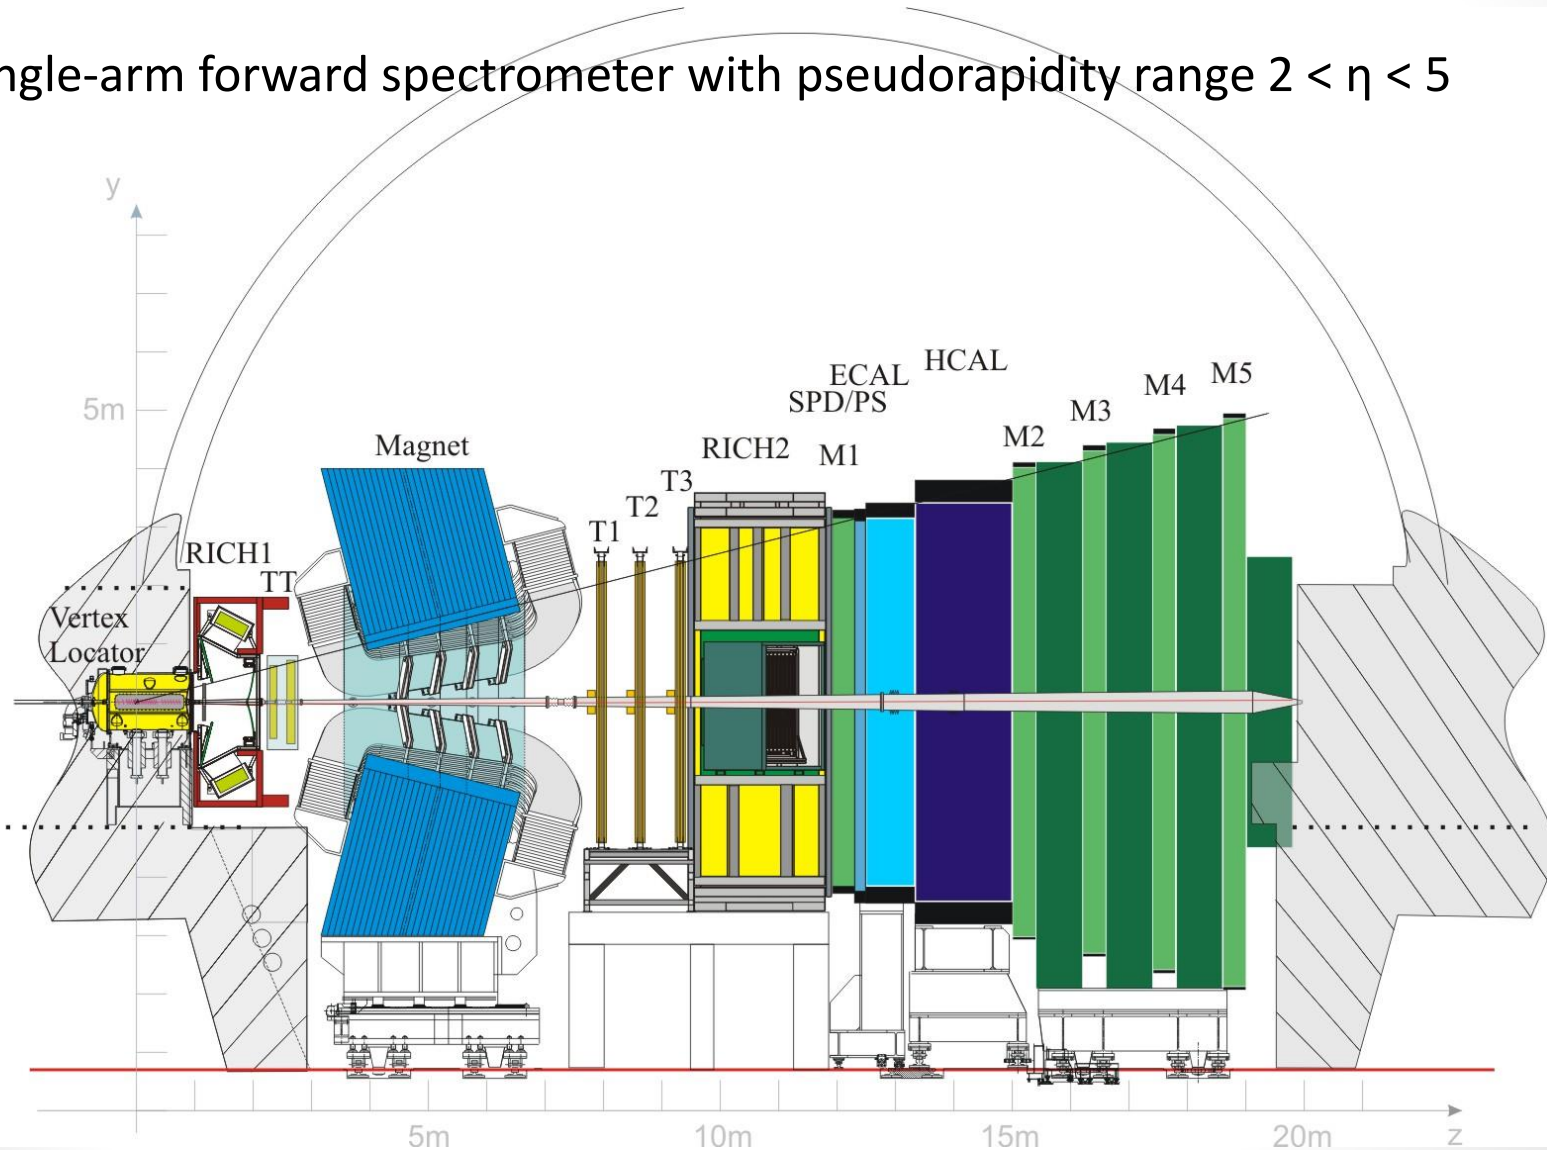 ngle-arm forward spectrometer with pseudorapidity range 2 < η < 5
y
5m
Magnet
RICH1
TT
Vertex
Locator
T1
T2
T3
RICH2
M1
SPD/PS
ECAL
HCAL
M2
M3
M4
M5
5m
10m
15m
20m
z